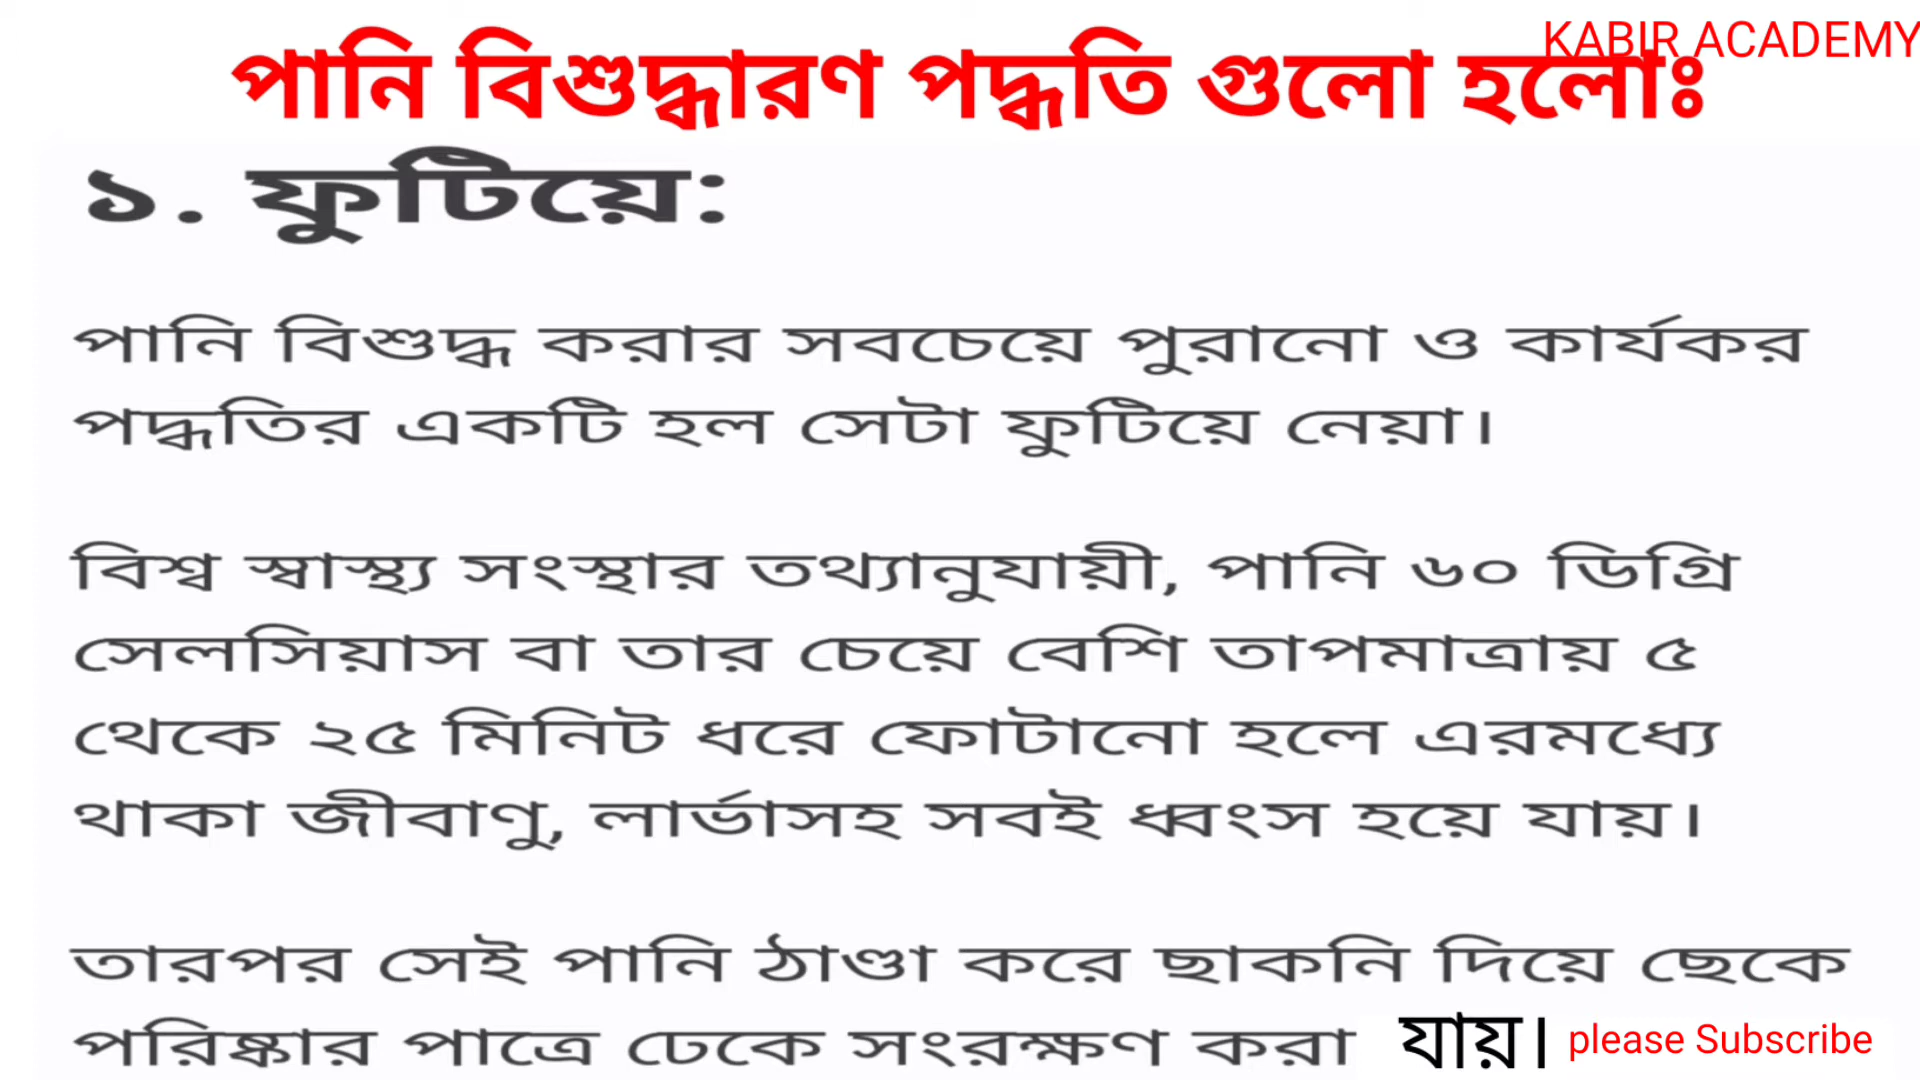 KABIR ACADEMY
পানি বিশুদ্ধারণ পদ্ধতি গুলো হলোঃ
১. ফুটিয়ে:
পানি বিশুদ্ধ করার সবচেয়ে পুরানো ও কার্যকর
পদ্ধতির একটি হল সেটা ফুটিয়ে নেয়া।
বিশ্ব স্বাস্থ্য সংস্থার তথ্যানুযায়ী, পানি ৬০ ডিগ্রি
সেলসিয়াস বা তার চেয়ে বেশি তাপমাত্রায় ৫
থেকে ২৫ মিনিট ধরে ফোটানো হলে এরমধ্যে
থাকা জীবাণু, লার্ভাসহ সবই ধ্বংস হয়ে যায়।
তারপর সেই পানি ঠাণ্ডা করে ছাকনি দিয়ে ছেকে
পরিষ্কার পাত্রে ঢেকে সংরক্ষণ করা যায়।
please Subscribe